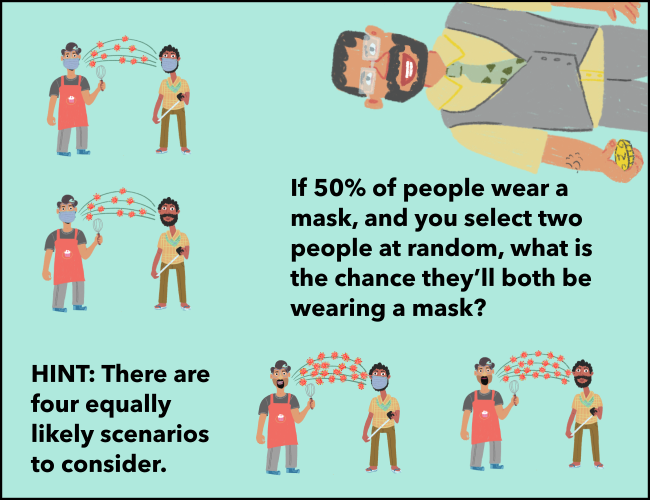 If 50% of people wear a
mask, and you select two
people at random, what is
the chance they'll both be
wearing a mask?
HINT: There are
four equally
likely scenarios
to consider.